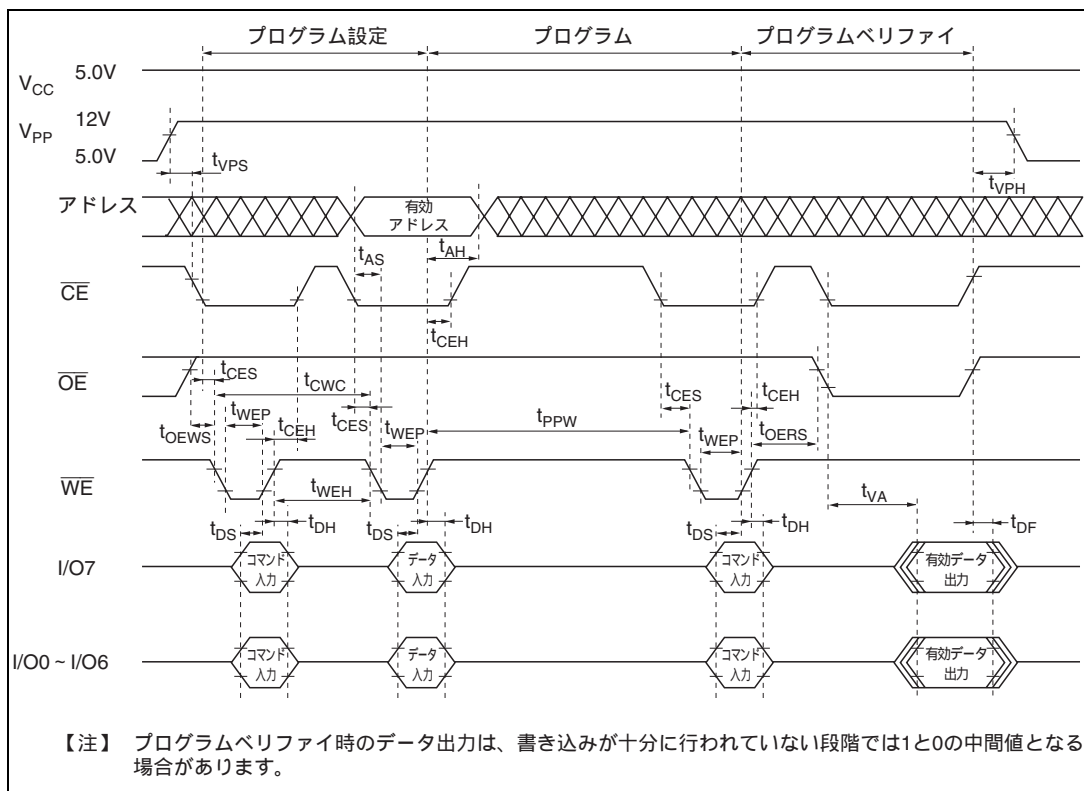 プログラム設定 プログラム プログラムベリファイ
VCC 5.0V
VPP 12V
5.0V
tVPS
tVPH
アドレス
有効
アドレス
tAS
tAH
CE
tCEH
OE
tCES
tCWC
tCES
tCEH
tOEWS
tWEP
tCEH
tCES
tWEP
tPPW
tWEP
tOERS
WE
tWEH
tVA
tDS
tDH
tDS
tDH
tDS
tDH
tDF
I/O7
コマンド
入力
データ
入力
コマンド
入力
有効データ
出力
I/O0 ~ I/O6
コマンド
入力
データ
入力
コマンド
入力
有効データ
出力
【注】 プログラムベリファイ時のデータ出力は、書き込みが十分に行われていない段階では1と0の中間値となる
場合があります。